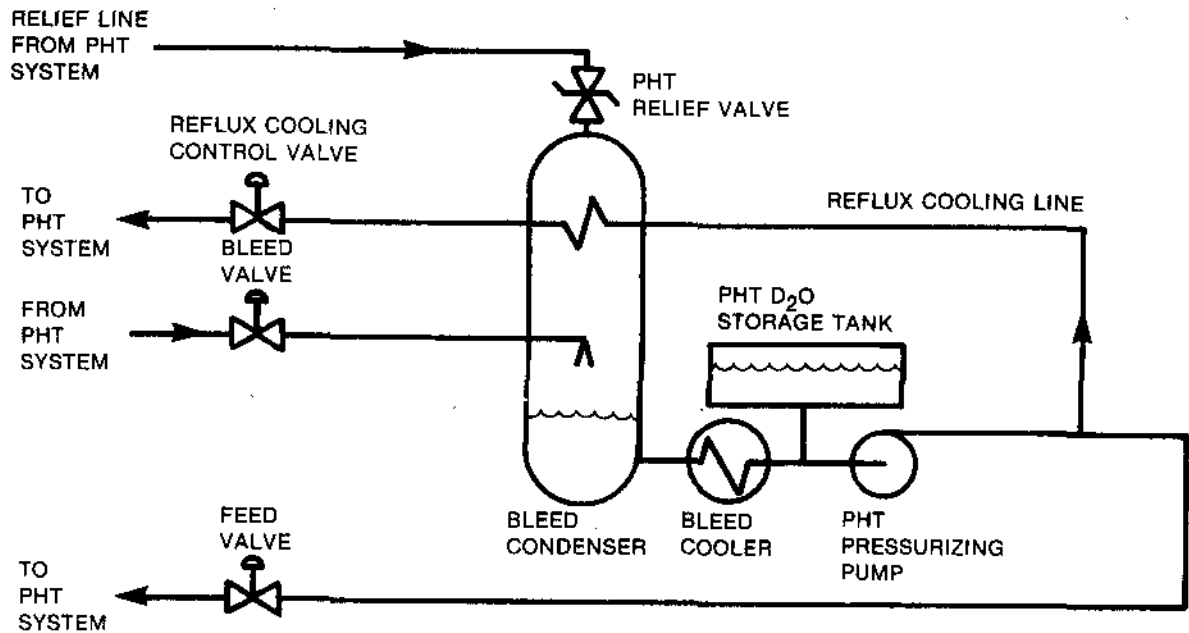 RELIEF LINE
FROM PHT
SYSTEM
PHT
RELIEF VALVE
REFLUX COOLING
CONTROL VALVE
TO
PHT
SYSTEM
REFLUX COOLING LINE
BLEED
VALVE
FROM
PHT
SYSTEM
PHT D₂O
STORAGE TANK
BLEED
CONDENSER
BLEED
COOLER
PHT
PRESSURIZING
PUMP
FEED
VALVE
TO
PHT
SYSTEM